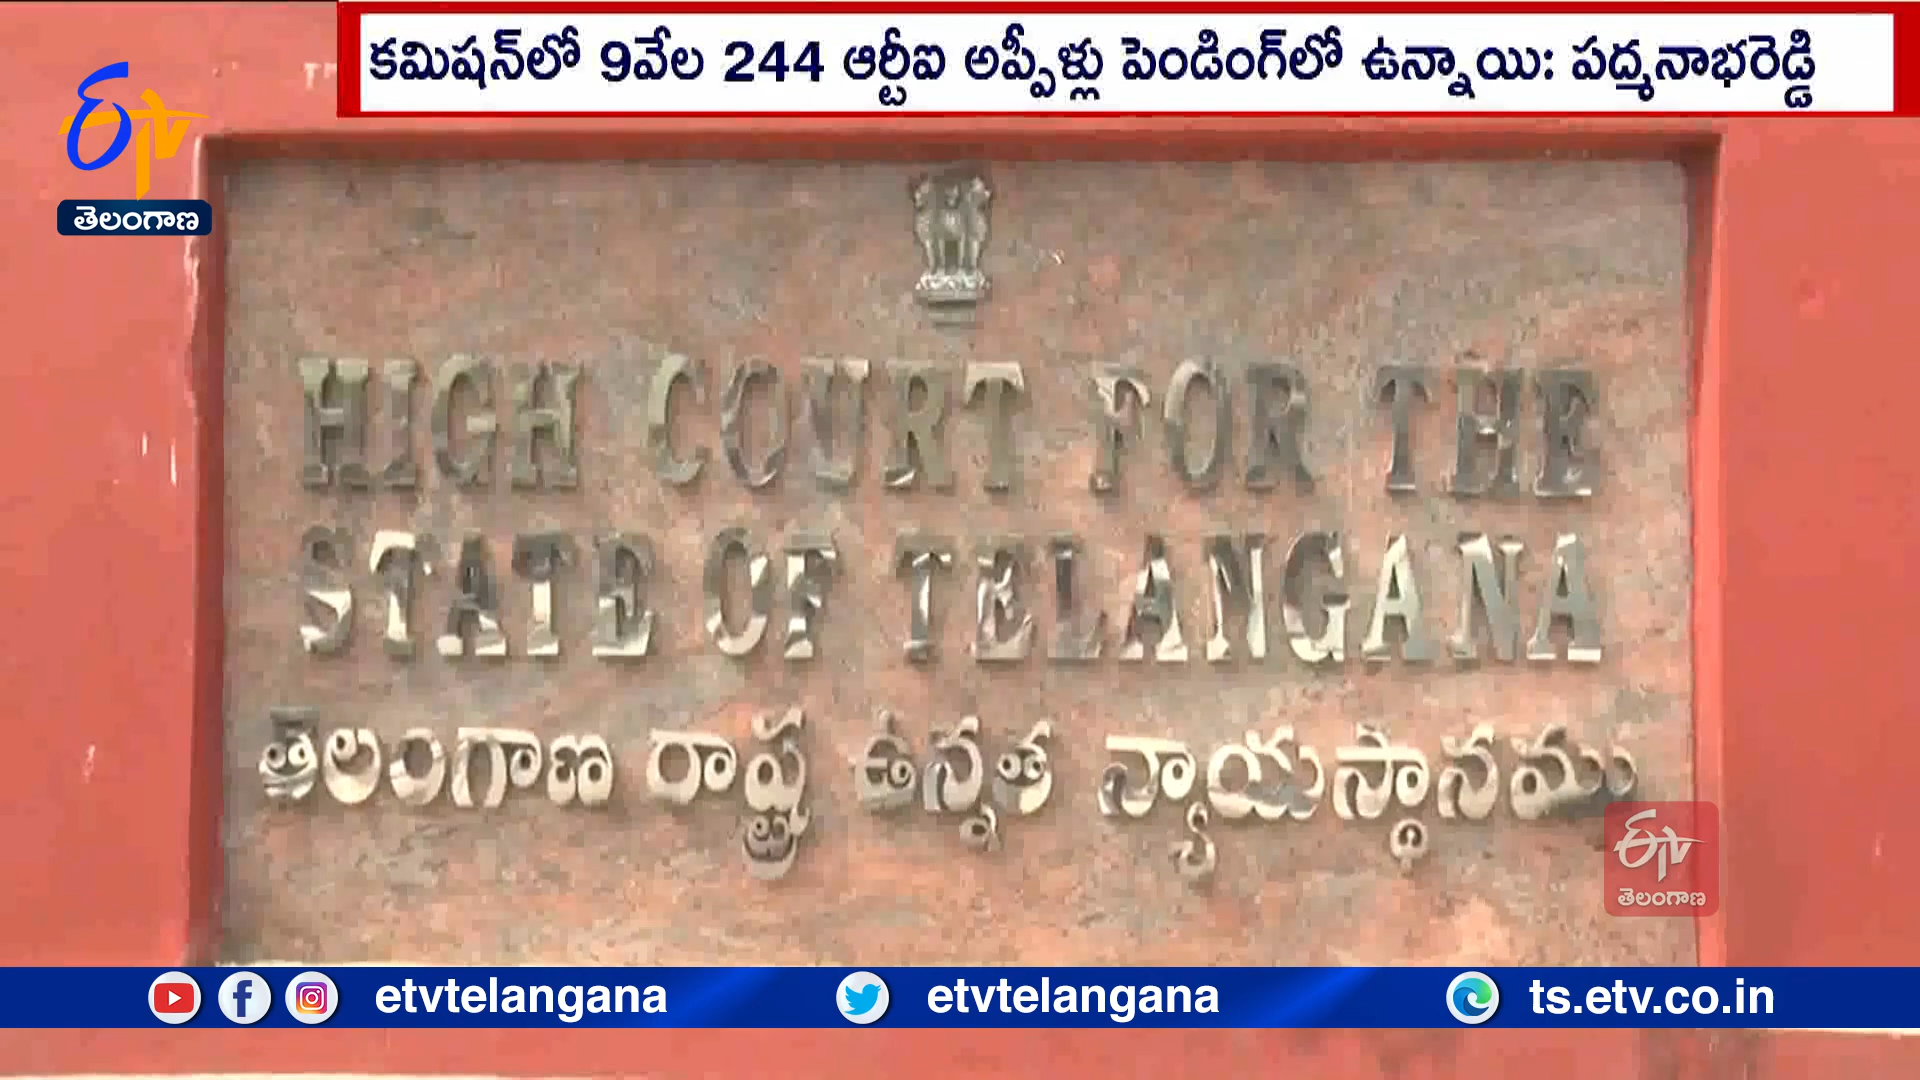 కమిషన్‌లో 9వేల 244 ఆర్టీఐ అప్పీళ్లు పెండింగ్‌లో ఉన్నాయి: పద్మనాభరెడ్డి
ETV
తెలంగాణ
HIGH COURT FOR THE
STATE OF TELANGANA
తెలంగాణ రాష్ట్ర ఉన్నత న్యాయస్థానము
ETV
తెలంగాణ
etvtelangana etvtelangana ts.etv.co.in